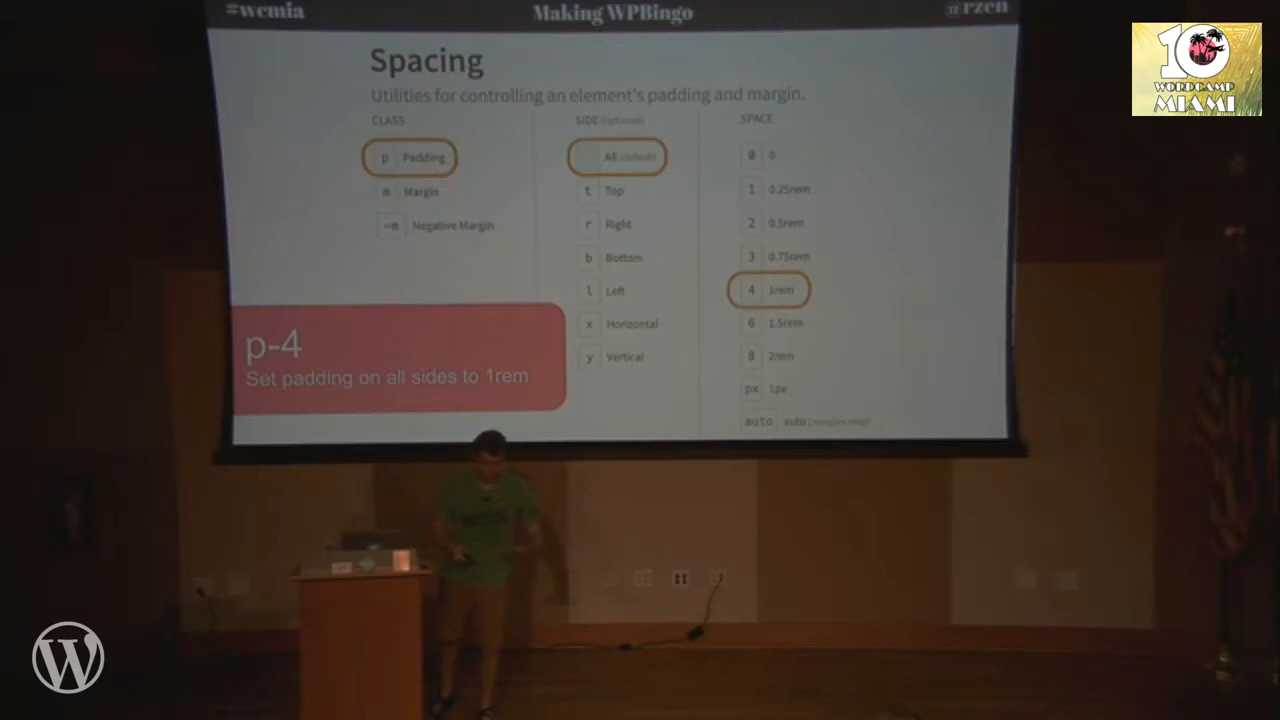 #wcmia
Making WPBingo
@rzen
Spacing
Utilities for controlling an element's padding and margin.
CLASS
p Padding
m Margin
-m Negative Margin
SIDE (optional)
All (default)
t Top
r Right
b Bottom
l Left
x Horizontal
y Vertical
SPACE
0 0
1 0.25rem
2 0.5rem
3 0.75rem
4 1rem
6 1.5rem
8 2rem
px 1px
auto auto
p-4
Set padding on all sides to 1rem
10
WORDCAMP
MIAMI
W